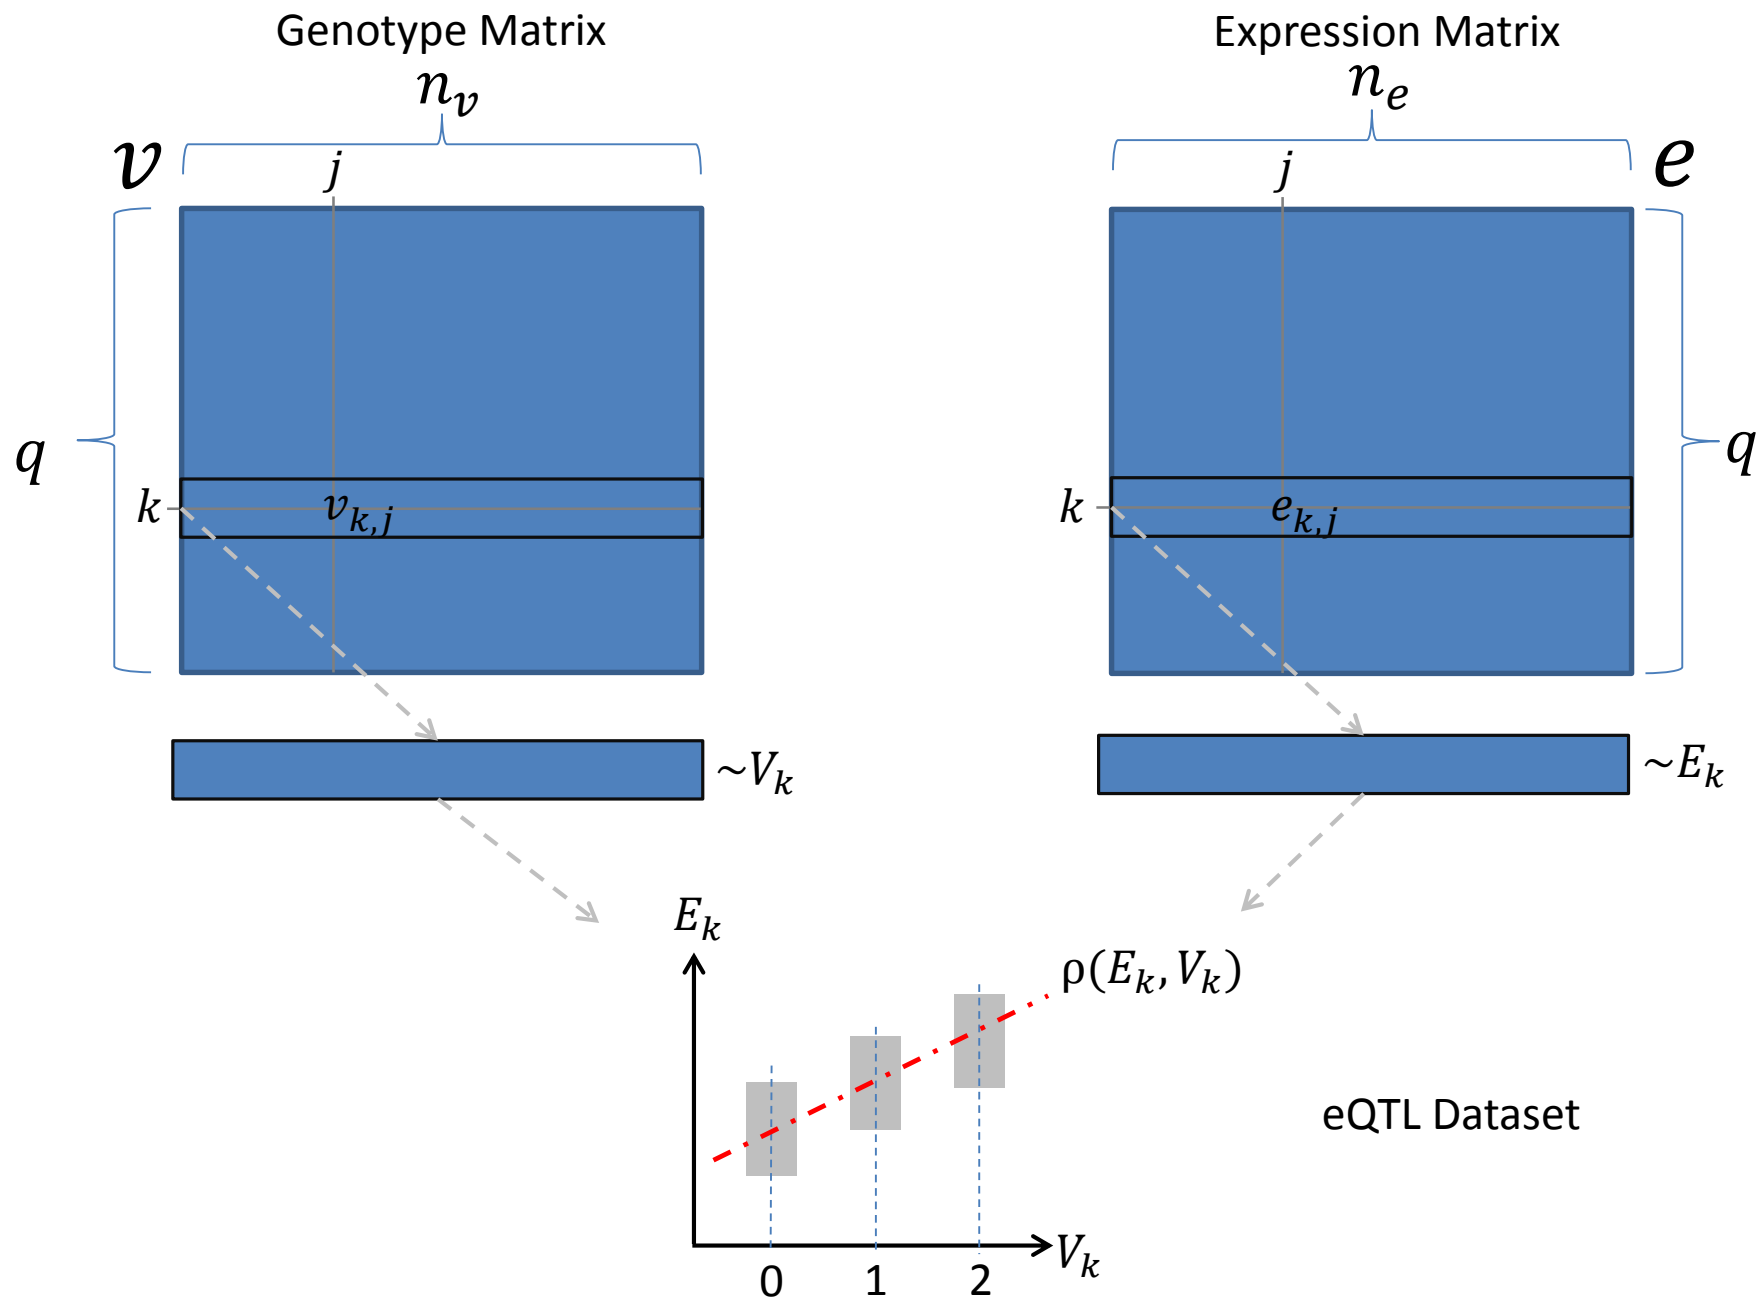 Genotype Matrix
n_v
v
j
q
k
v_{k,j}
~V_k
Expression Matrix
n_e
e
j
q
k
e_{k,j}
~E_k
E_k
ρ(E_k, V_k)
V_k
0 1 2
eQTL Dataset